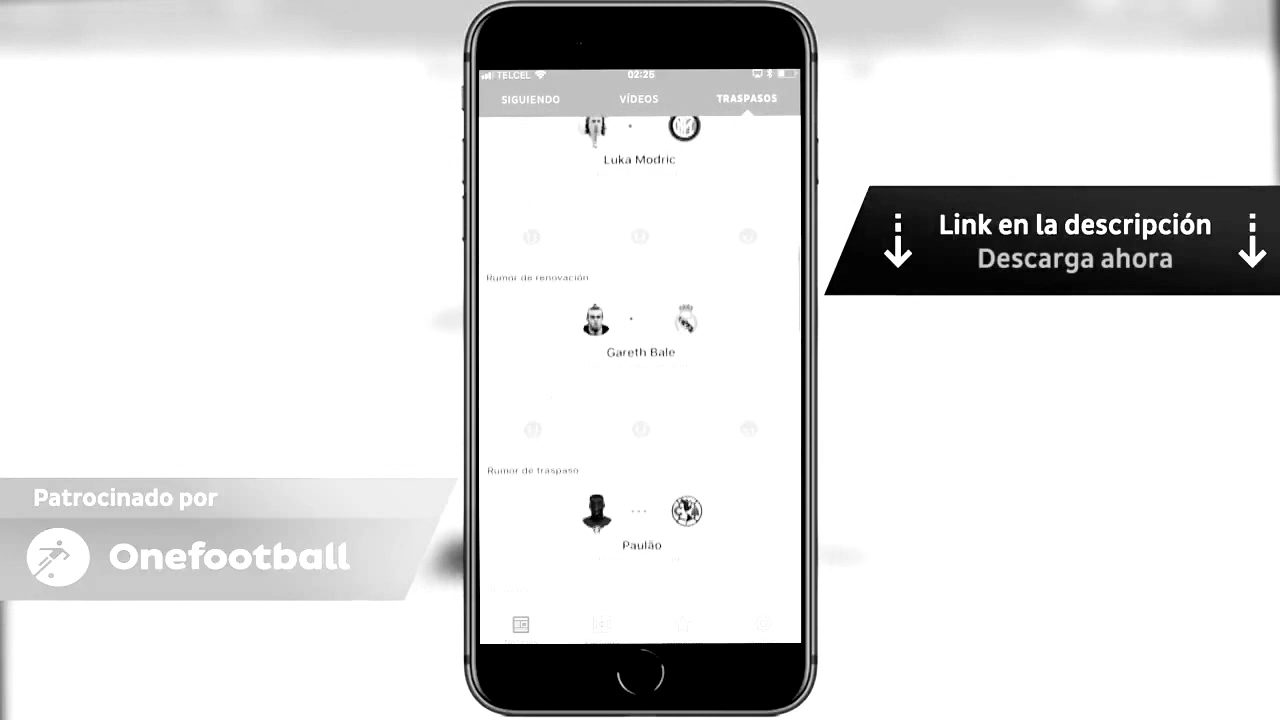 TELCEL
02:26
SIGUIENDO
VÍDEOS
TRASPASOS
Luka Modric
Rumor de renovación
Gareth Bale
Rumor de traspaso
Paulão
Link en la descripción
Descarga ahora
Patrocinado por
Onefootball